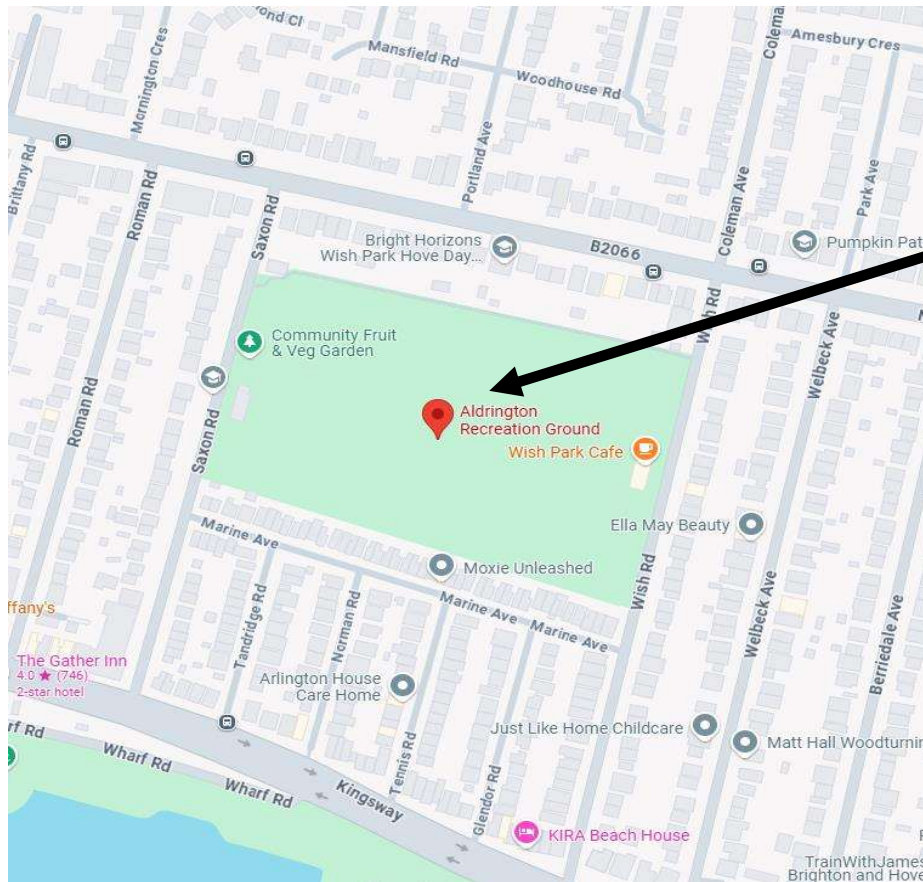 ond Cl
Mornington Cres
Mansfield Rd
Woodhouse Rd
Colema
Amesbury Cres
Brittany Rd
Roman Rd
Saxon Rd
Portland Ave
Coleman Ave
Park Ave
Bright Horizons
Wish Park Hove Day...
B2066
Pumpkin Pat
Community Fruit
& Veg Garden
Wish Rd
Welbeck Ave
Roman Rd
Saxon Rd
Aldrington
Recreation Ground
Wish Park Cafe
Marine Ave
Ella May Beauty
Moxie Unleashed
Wish Rd
Welbeck Ave
Berriedale Ave
ffany's
Tandridge Rd
Norman Rd
Marine Ave
Marine Ave
The Gather Inn
4.0 ★ (746)
2-star hotel
Arlington House
Care Home
Just Like Home Childcare
Matt Hall Woodturnin
rf Rd
Wharf Rd
Wharf Rd
Kingsway
Tennis Rd
Glendor Rd
KIRA Beach House
TrainWithJames
Brighton and Hove